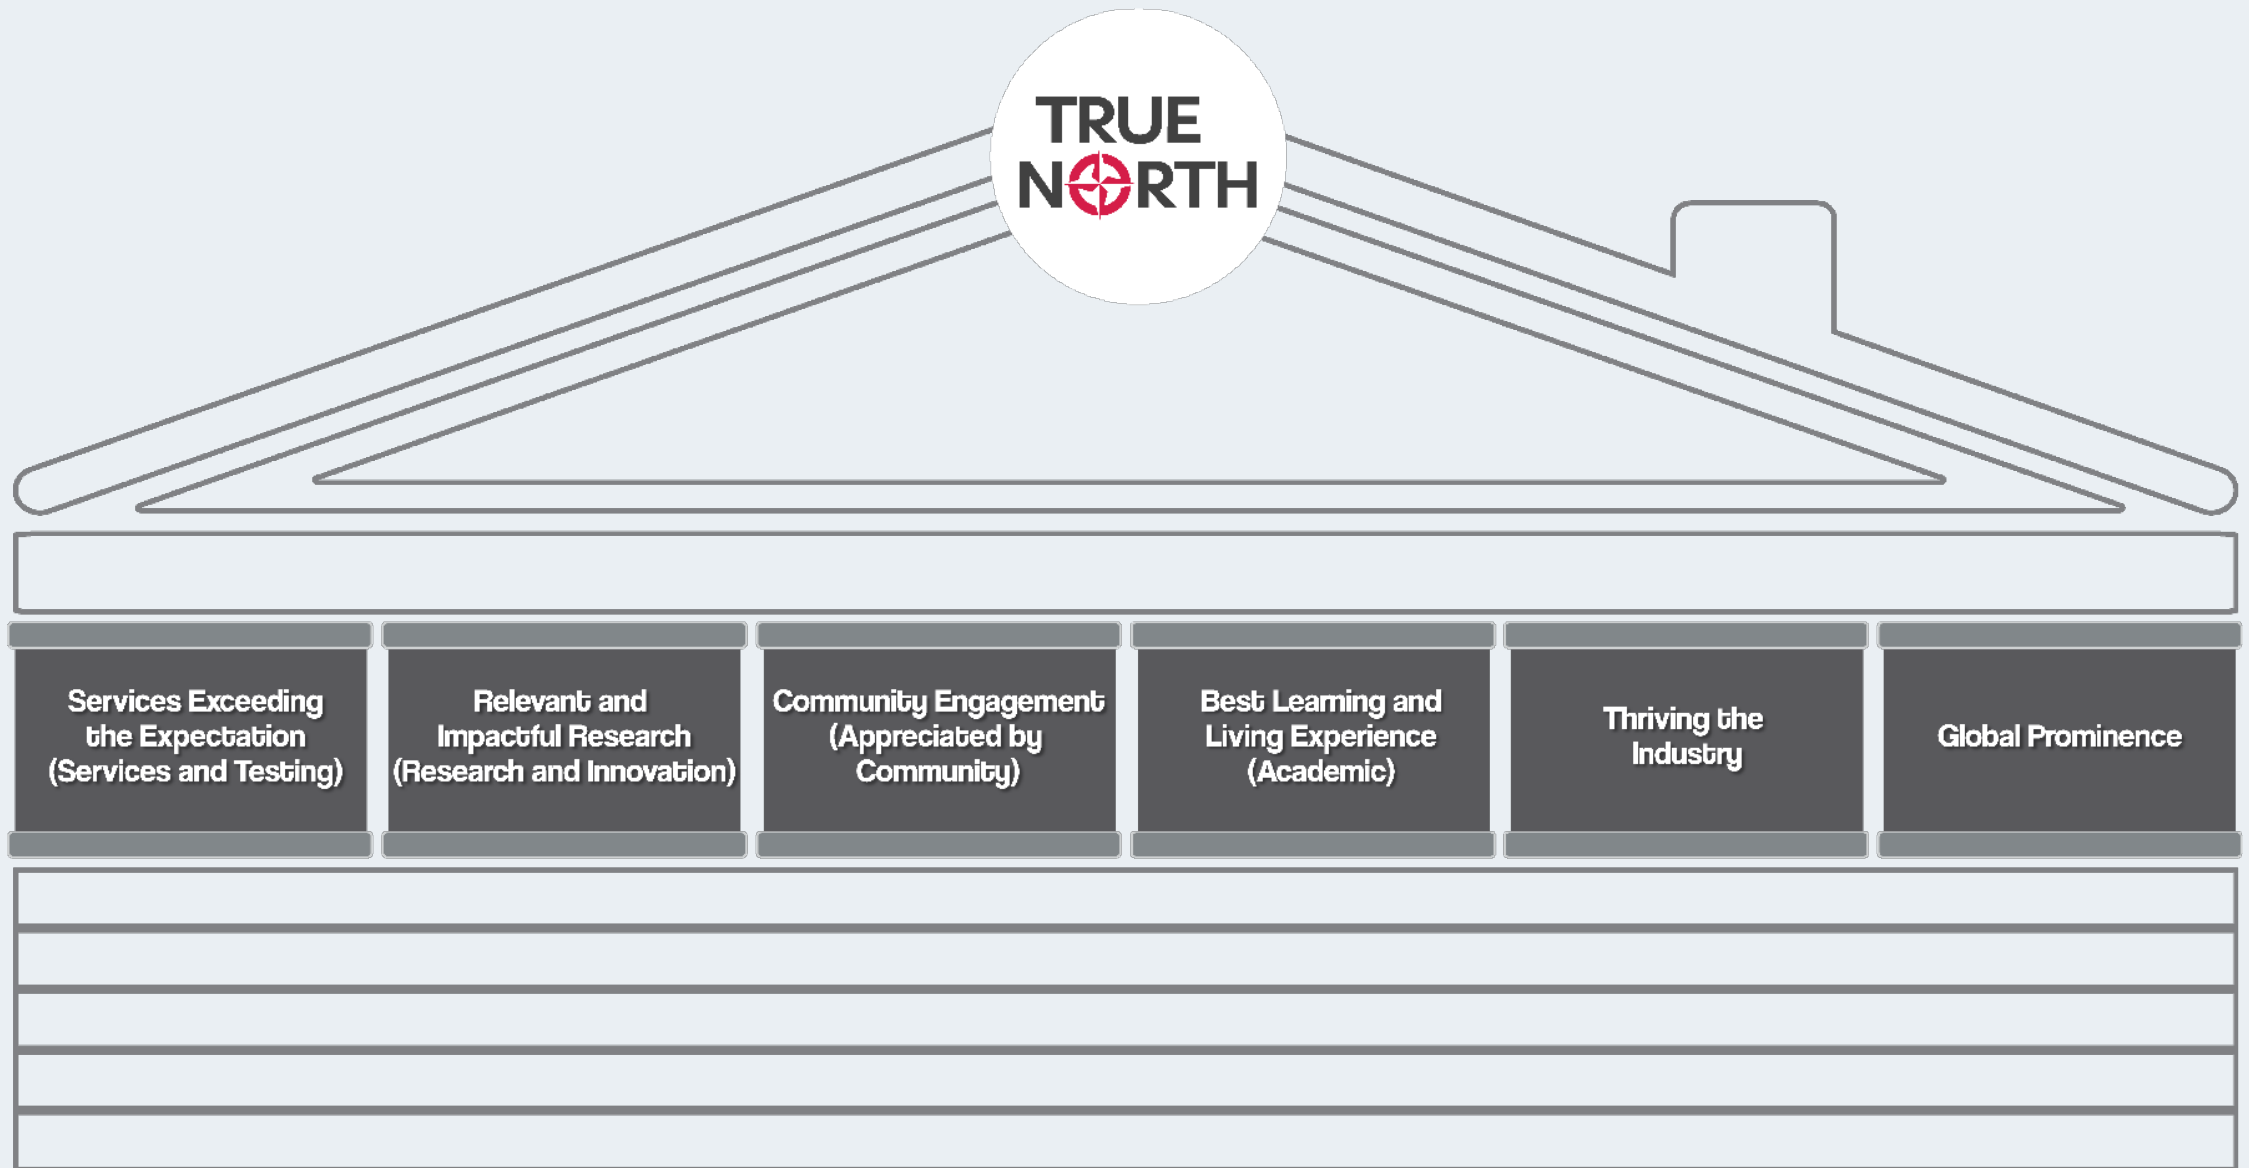 TRUE
NORTH
Services Exceeding
the Expectation
(Services and Testing)
Relevant and
Impactful Research
(Research and Innovation)
Community Engagement
(Appreciated by
Community)
Best Learning and
Living Experience
(Academic)
Thriving the
Industry
Global Prominence